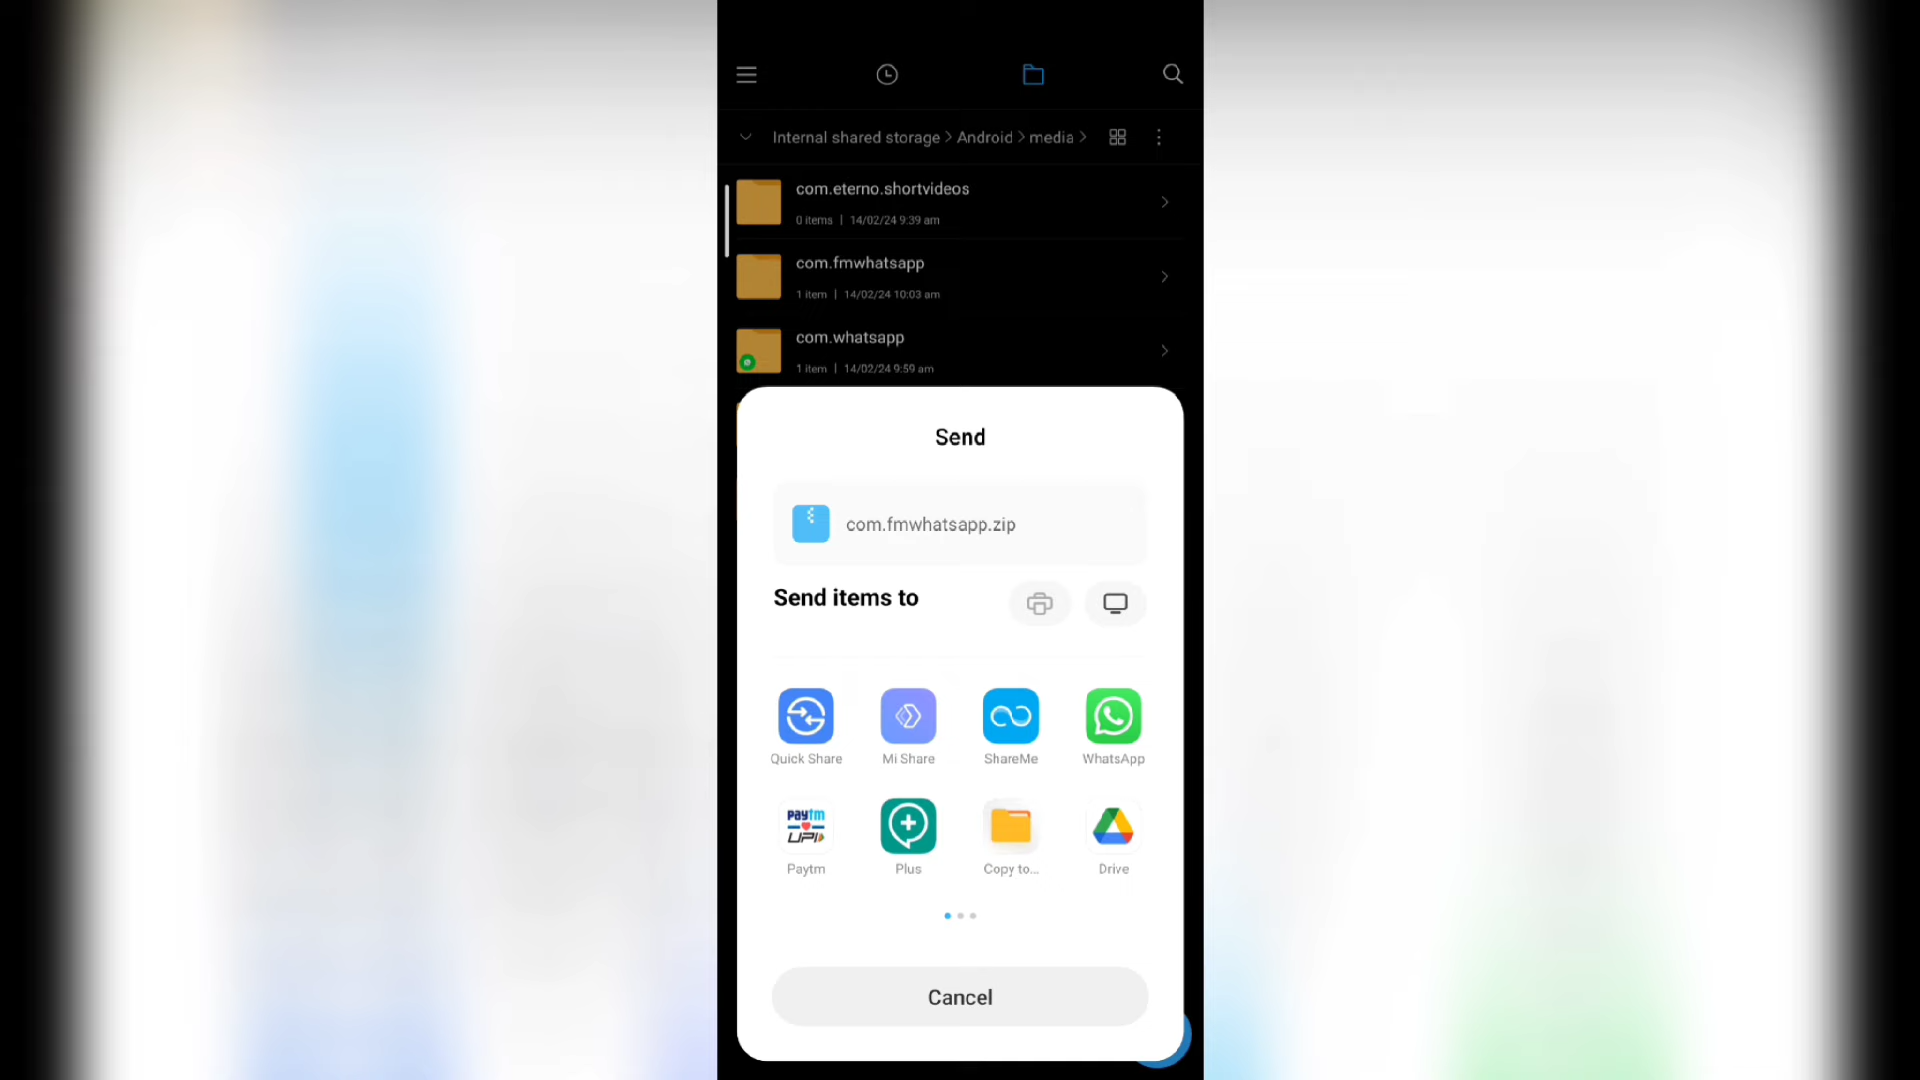 Internal shared storage > Android > media >
com.eterno.shortvideos
0 items | 14/02/24 9:39 am
com.fmwhatsapp
1 item | 14/02/24 10:03 am
com.whatsapp
1 item | 14/02/24 9:59 am
Send
com.fmwhatsapp.zip
Send items to
Quick Share Mi Share ShareMe WhatsApp
paytm
UPI
Paytm Plus Copy to... Drive
Cancel